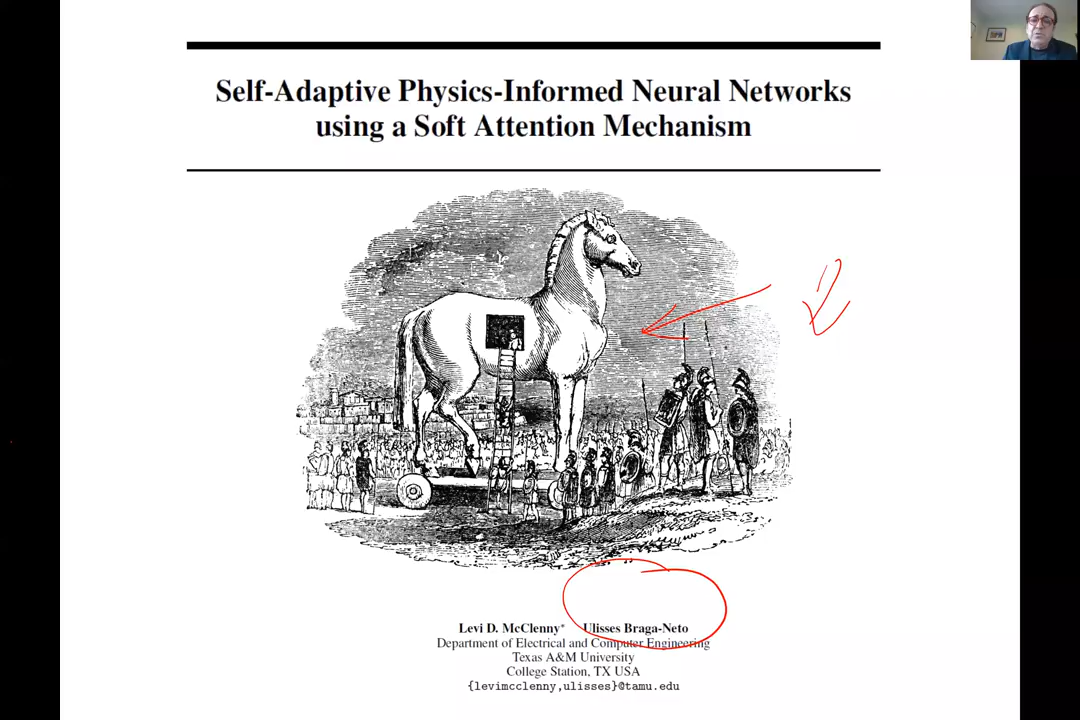 Self-Adaptive Physics-Informed Neural Networks
using a Soft Attention Mechanism
Levi D. McClenny* Ulisses Braga-Neto
Department of Electrical and Computer Engineering
Texas A&M University
College Station, TX USA
{levimcclenny,ulisses}@tamu.edu